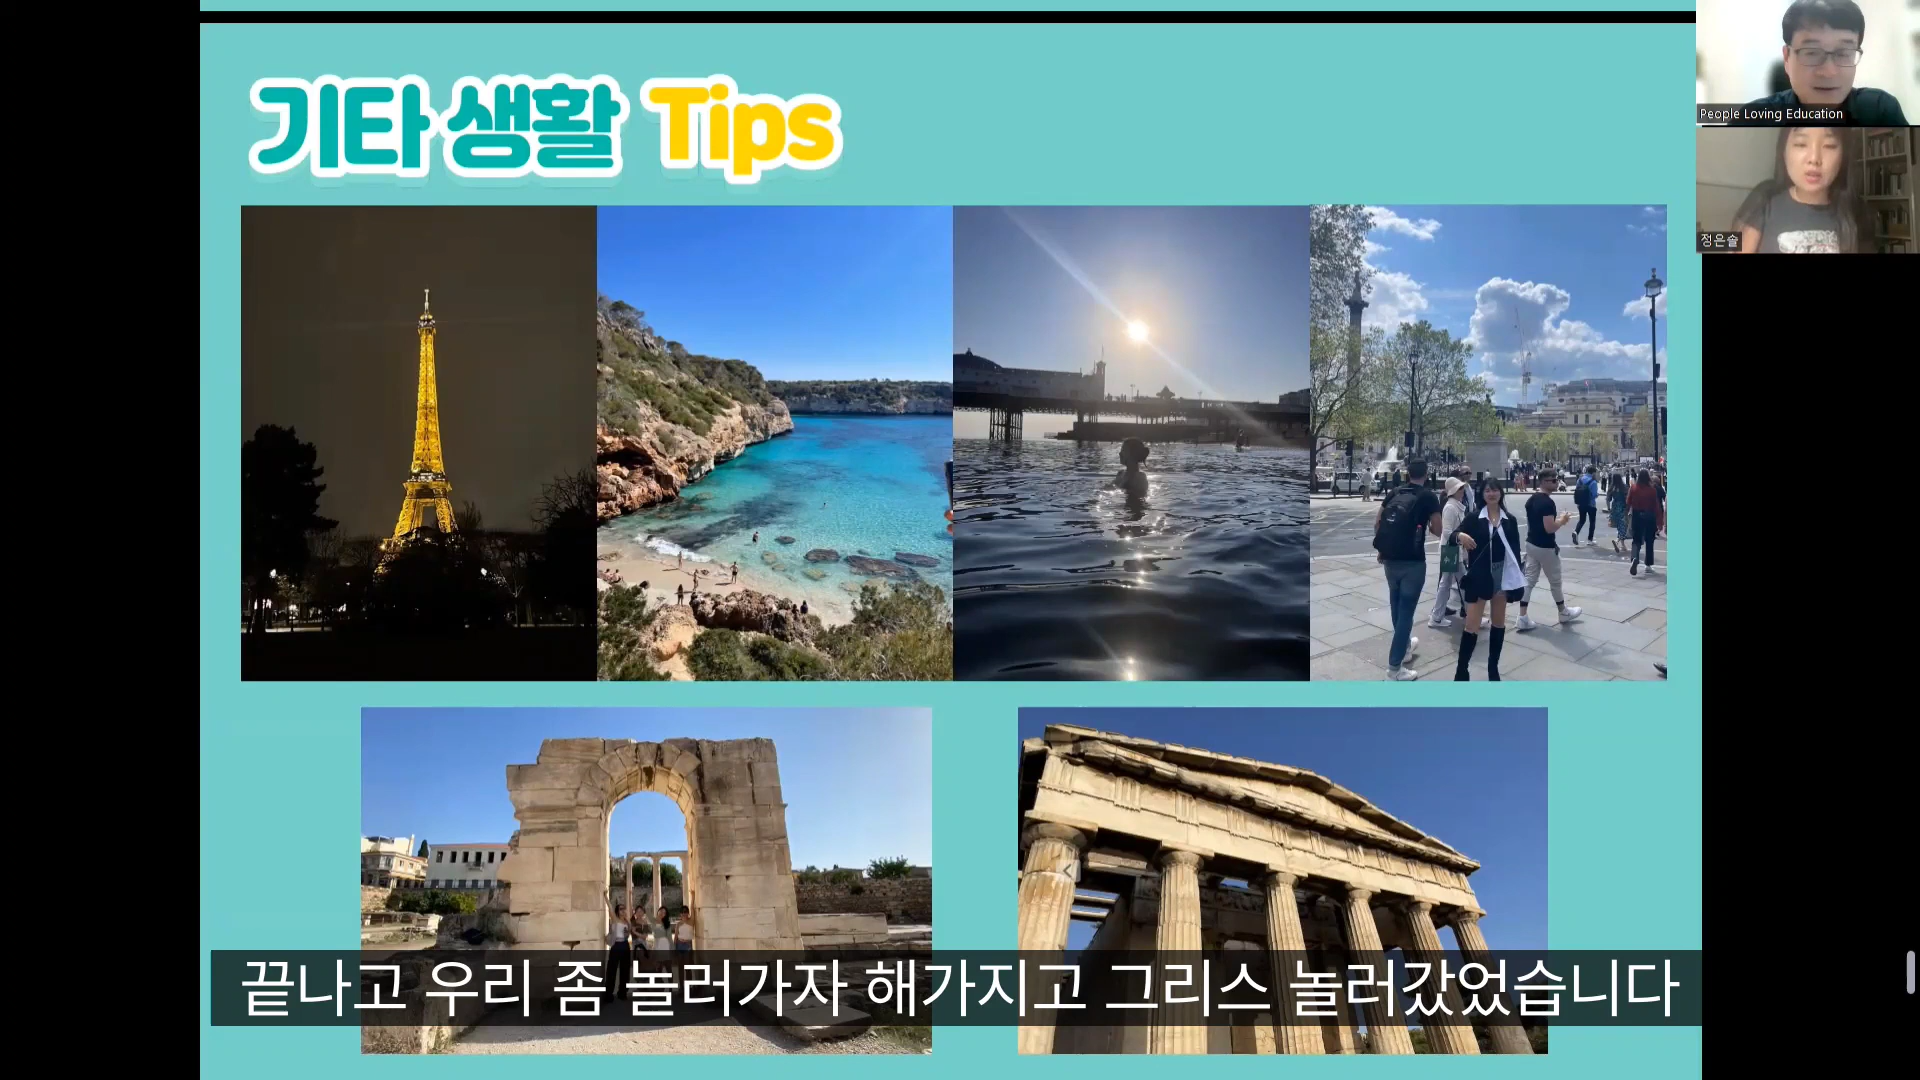 기타 생활 Tips
People Loving Education
정은솔
끝나고 우리 좀 놀러가자 해가지고 그리스 놀러갔었습니다